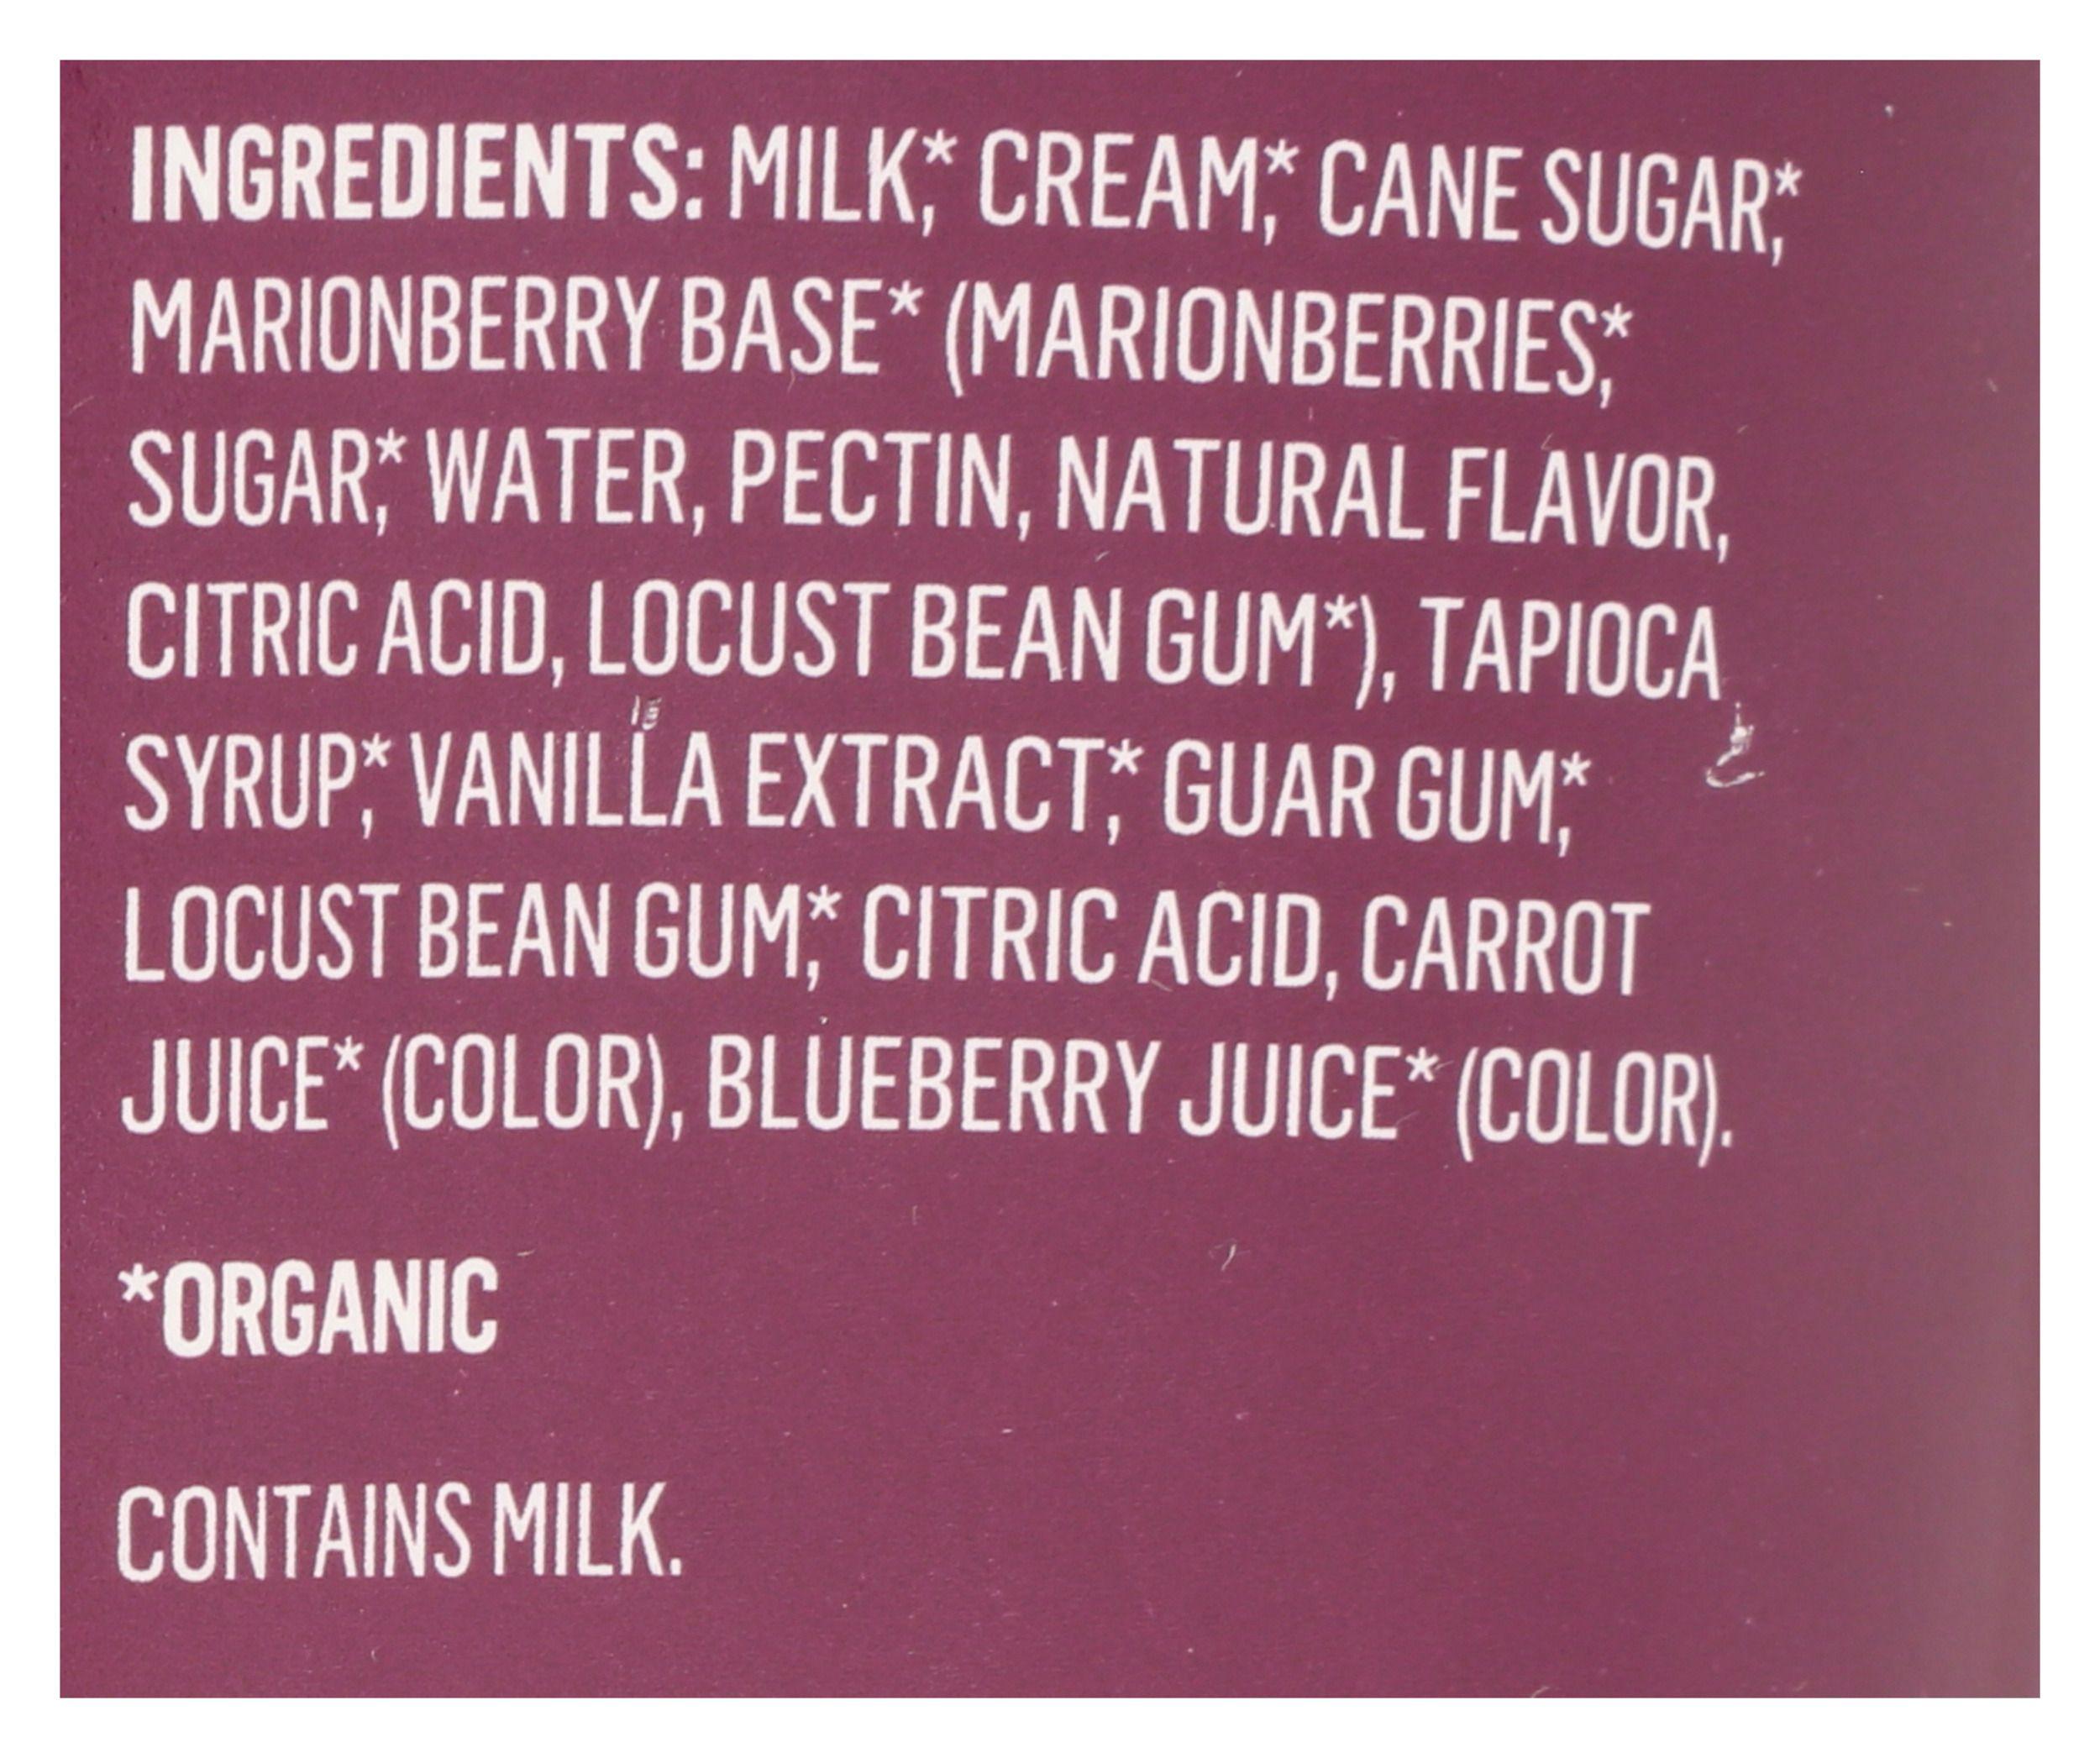 INGREDIENTS: MILK,* CREAM,* CANE SUGAR,*
MARIONBERRY BASE* (MARIONBERRIES,*
SUGAR,* WATER, PECTIN, NATURAL FLAVOR,
CITRIC ACID, LOCUST BEAN GUM*), TAPIOCA
SYRUP,* VANILLA EXTRACT,* GUAR GUM,*
LOCUST BEAN GUM,* CITRIC ACID, CARROT
JUICE* (COLOR), BLUEBERRY JUICE* (COLOR).
*ORGANIC
CONTAINS MILK.